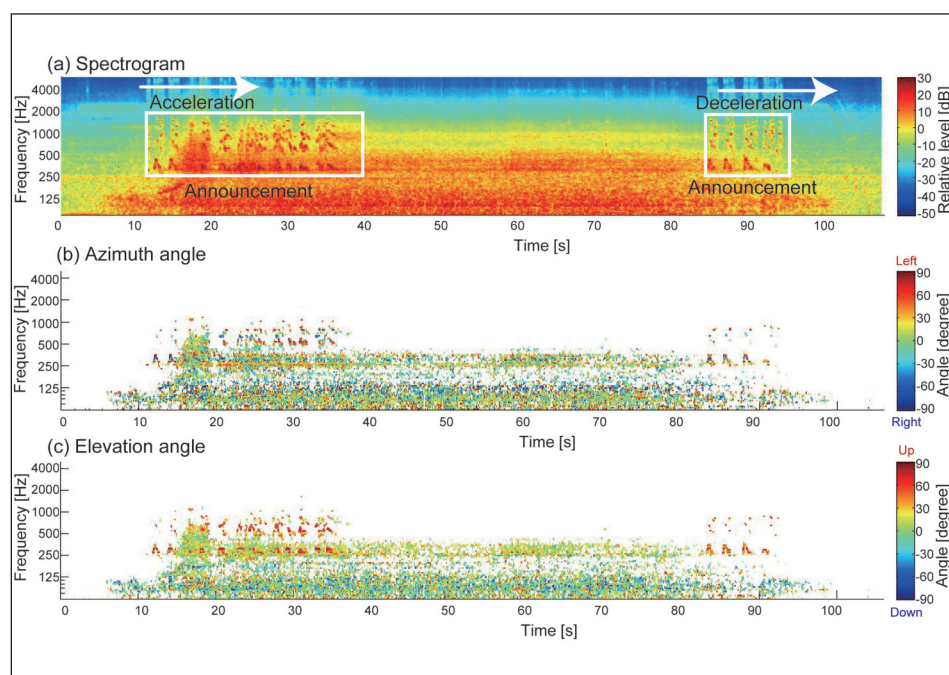 (a) Spectrogram
Frequency [Hz]
4000
2000
1000
500
250
125
Acceleration
Deceleration
Announcement
Announcement
0 10 20 30 40 50 60 70 80 90 100
Time [s]
30
20
10
0
-10
-20
-30
-40
-50
Relative level [dB]
(b) Azimuth angle
Frequency [Hz]
4000
2000
1000
500
250
125
0 10 20 30 40 50 60 70 80 90 100
Time [s]
Left
90
60
30
0
-30
-60
-90
Right
Angle [degree]
(c) Elevation angle
Frequency [Hz]
4000
2000
1000
500
250
125
0 10 20 30 40 50 60 70 80 90 100
Time [s]
Up
90
60
30
0
-30
-60
-90
Down
Angle [degree]